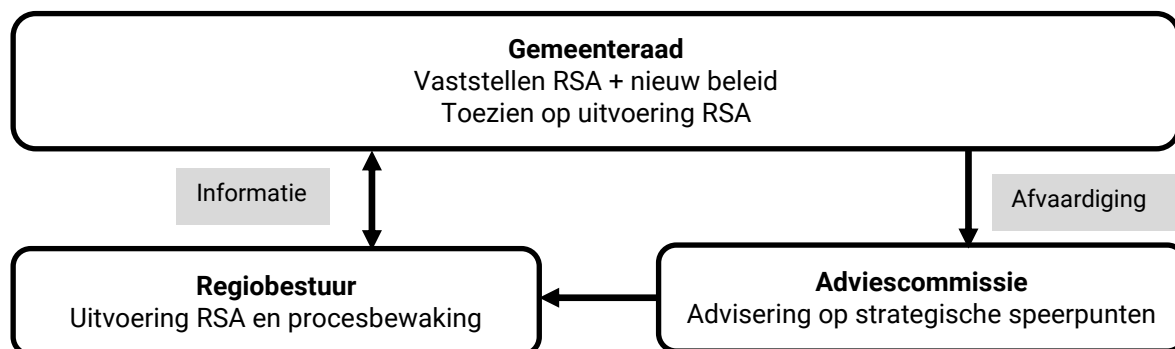 Gemeenteraad
Vaststellen RSA + nieuw beleid
Toezien op uitvoering RSA
Informatie
Afvaardiging
Regiobestuur
Uitvoering RSA en procesbewaking
Adviescommissie
Advisering op strategische speerpunten